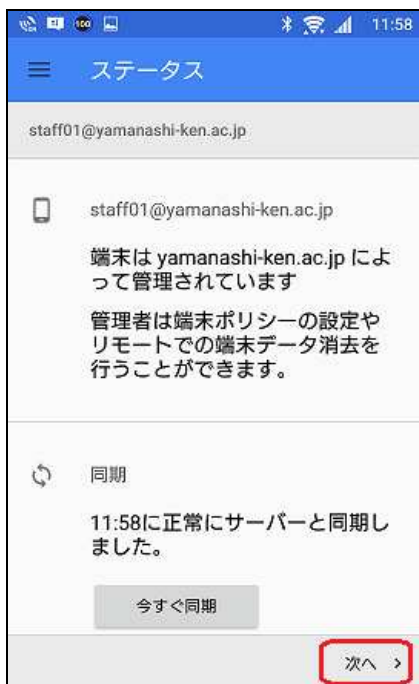 100
11:58
ステータス
staff01@yamanashi-ken.ac.jp
staff01@yamanashi-ken.ac.jp
端末は yamanashi-ken.ac.jp によ
って管理されています
管理者は端末ポリシーの設定や
リモートでの端末データ消去を
行うことができます。
同期
11:58に正常にサーバーと同期し
ました。
今すぐ同期
次へ